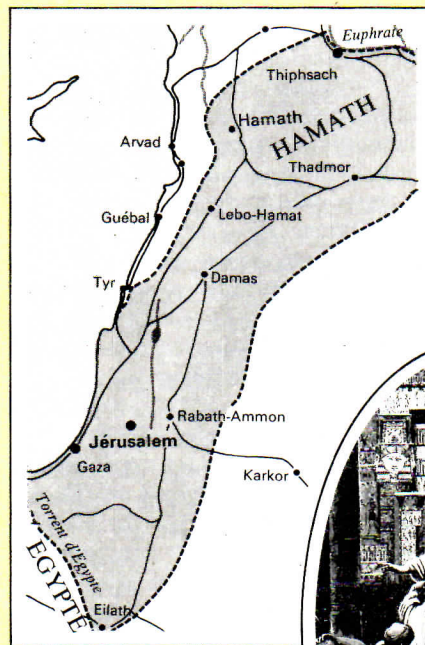 Euphrate
Thiphsach
Hamath
HAMATH
Arvad
Thadmor
Guébal
Lebo-Hamat
Tyr
Damas
Rabath-Ammon
Jérusalem
Gaza
Karkor
Torrent d'Egypte
EGYPTE
Eilath